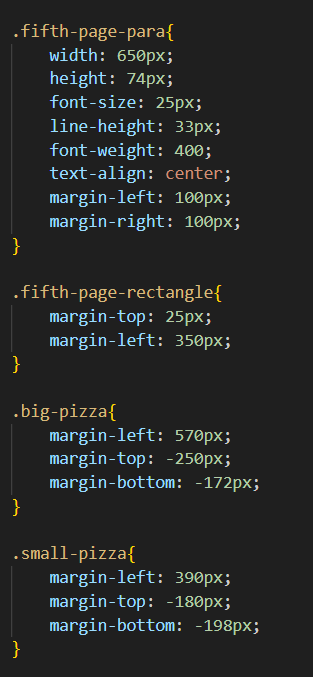 .fifth-page-para{
    width: 650px;
    height: 74px;
    font-size: 25px;
    line-height: 33px;
    font-weight: 400;
    text-align: center;
    margin-left: 100px;
    margin-right: 100px;
}
.fifth-page-rectangle{
    margin-top: 25px;
    margin-left: 350px;
}
.big-pizza{
    margin-left: 570px;
    margin-top: -250px;
    margin-bottom: -172px;
}
.small-pizza{
    margin-left: 390px;
    margin-top: -180px;
    margin-bottom: -198px;
}